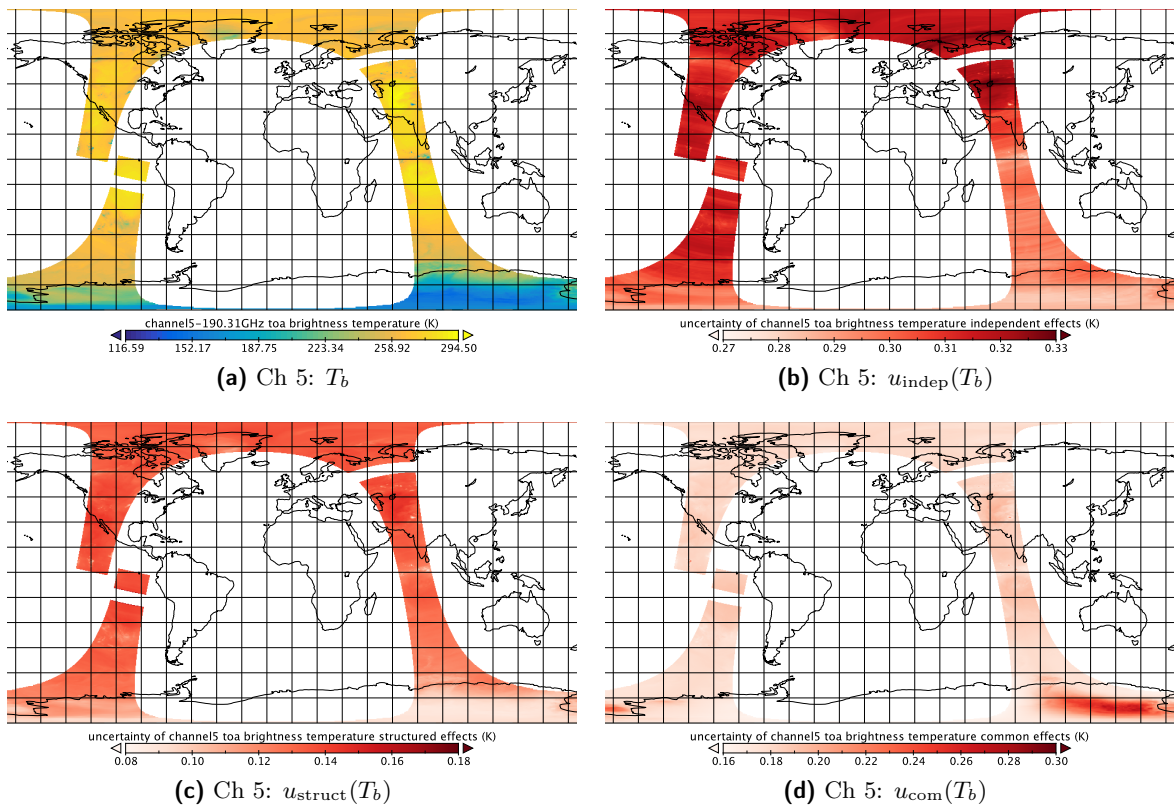 channel5-190.31GHz toa brightness temperature (K)
116.59 152.17 187.75 223.34 258.92 294.50
(a) Ch 5: T_b
uncertainty of channel5 toa brightness temperature independent effects (K)
0.27 0.28 0.29 0.30 0.31 0.32 0.33
(b) Ch 5: u_indep(T_b)
uncertainty of channel5 toa brightness temperature structured effects (K)
0.08 0.10 0.12 0.14 0.16 0.18
(c) Ch 5: u_struct(T_b)
uncertainty of channel5 toa brightness temperature common effects (K)
0.16 0.18 0.20 0.22 0.24 0.26 0.28 0.30
(d) Ch 5: u_com(T_b)